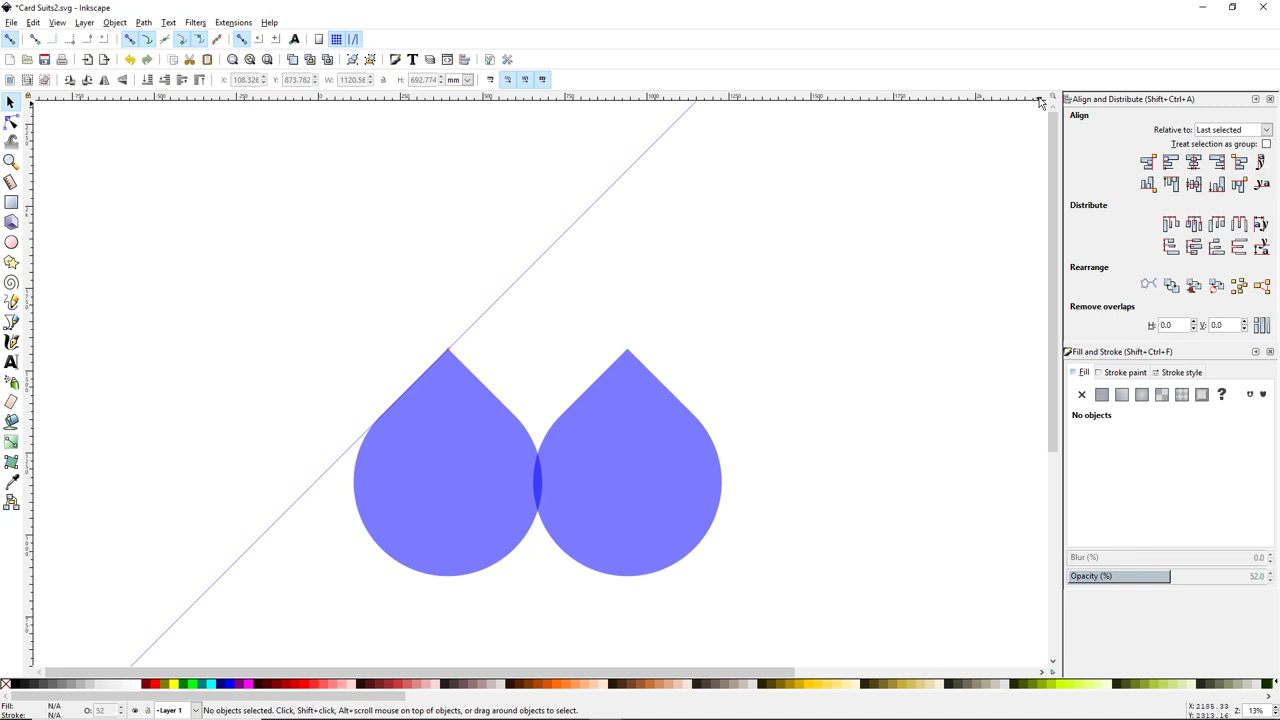 *Card Suits2.svg - Inkscape
File Edit View Layer Object Path Text Filters Extensions Help
X: 108.326 Y: 873.782 W: 1120.56 H: 692.774 mm
Align and Distribute (Shift+Ctrl+A)
Align
Relative to: Last selected
Treat selection as group:
Distribute
Rearrange
Remove overlaps
H: 0.0 V: 0.0
Fill and Stroke (Shift+Ctrl+F)
Fill Stroke paint Stroke style
?
No objects
Blur (%) 0.0
Opacity (%) 52.0
Fill: N/A
Stroke: N/A
O: 52
Layer 1
No objects selected. Click, Shift+click, Alt+scroll mouse on top of objects, or drag around objects to select.
X: 2185.33
Y: 2313.16
Z: 13%